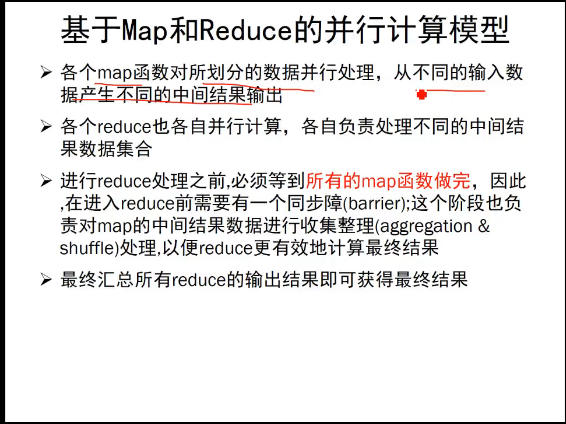 基于Map和Reduce的并行计算模型
➢ 各个map函数对所划分的数据并行处理，从不同的输入数
据产生不同的中间结果输出
➢ 各个reduce也各自并行计算，各自负责处理不同的中间结
果数据集合
➢ 进行reduce处理之前,必须等到所有的map函数做完，因此
,在进入reduce前需要有一个同步障(barrier);这个阶段也负
责对map的中间结果数据进行收集整理(aggregation &
shuffle)处理,以便reduce更有效地计算最终结果
➢ 最终汇总所有reduce的输出结果即可获得最终结果